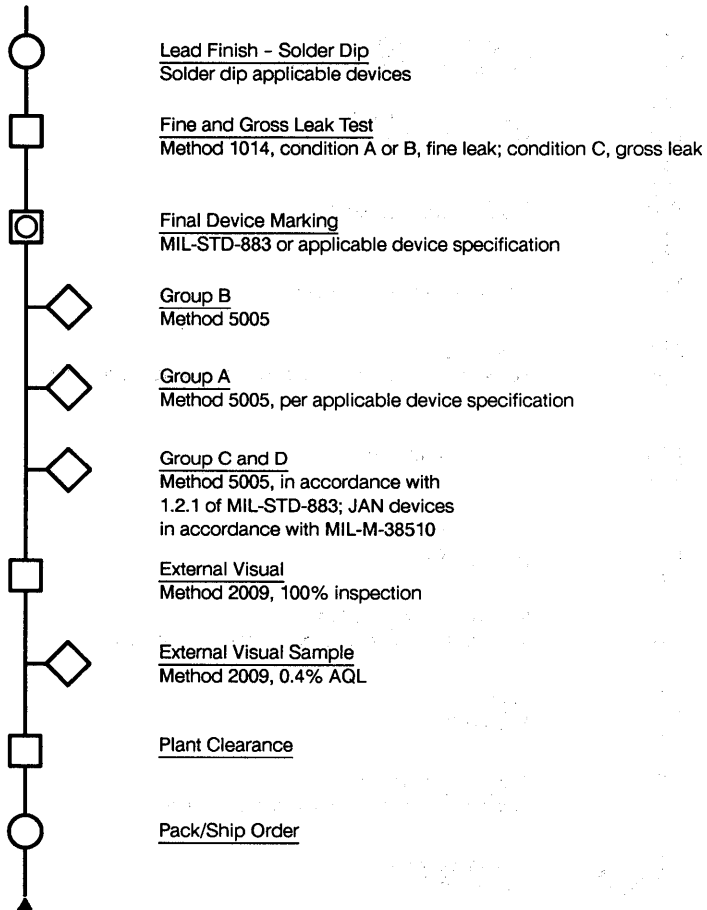 Lead Finish – Solder Dip
Solder dip applicable devices
Fine and Gross Leak Test
Method 1014, condition A or B, fine leak; condition C, gross leak
Final Device Marking
MIL-STD-883 or applicable device specification
Group B
Method 5005
Group A
Method 5005, per applicable device specification
Group C and D
Method 5005, in accordance with
1.2.1 of MIL-STD-883; JAN devices
in accordance with MIL-M-38510
External Visual
Method 2009, 100% inspection
External Visual Sample
Method 2009, 0.4% AQL
Plant Clearance
Pack/Ship Order